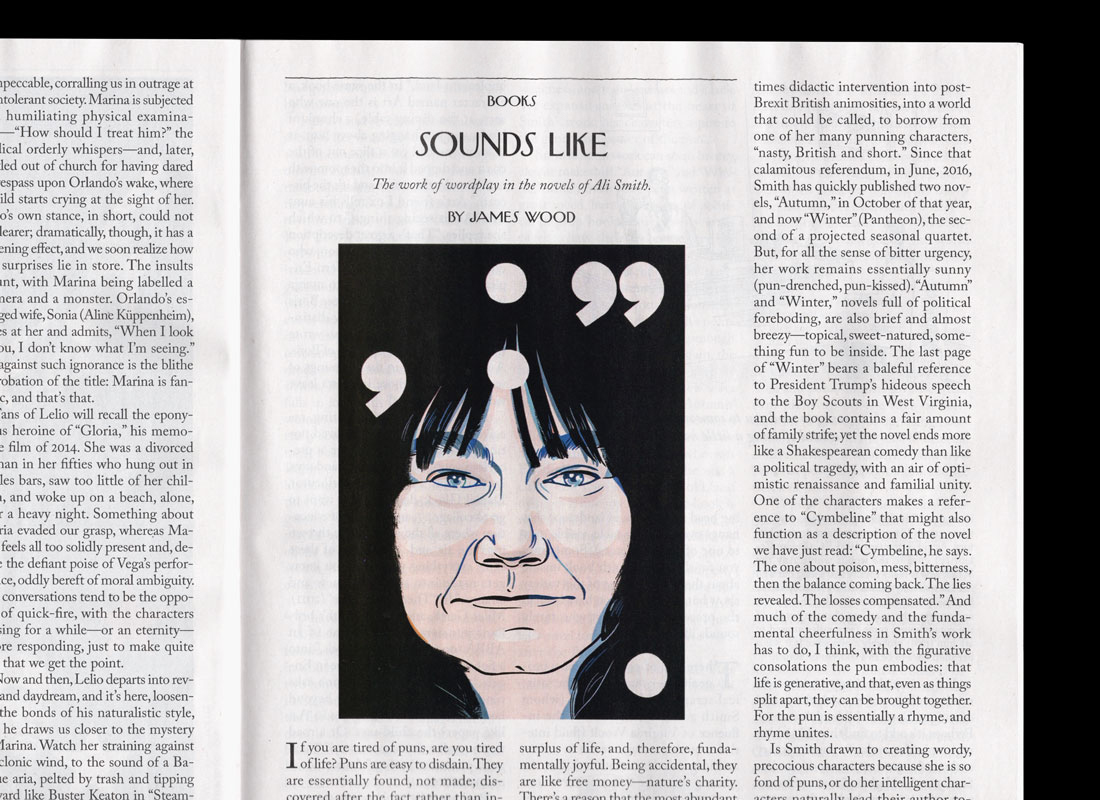 npeccable, corralling us in outrage at
ntolerant society. Marina is subjected
humiliating physical examina-
—“How should I treat him?” the
lical orderly whispers—and, later,
led out of church for having dared
respass upon Orlando’s wake, where
ild starts crying at the sight of her.
o’s own stance, in short, could not
learer; dramatically, though, it has a
ening effect, and we soon realize how
surprises lie in store. The insults
unt, with Marina being labelled a
nera and a monster. Orlando’s es-
ged wife, Sonia (Aline Küppenheim),
es at her and admits, “When I look
ou, I don’t know what I’m seeing.”
against such ignorance is the blithe
robation of the title: Marina is fan-
c, and that’s that.
Fans of Lelio will recall the epony-
s heroine of “Gloria,” his memo-
e film of 2014. She was a divorced
nan in her fifties who hung out in
les bars, saw too little of her chil-
n, and woke up on a beach, alone,
r a heavy night. Something about
ria evaded our grasp, whereas Ma-
feels all too solidly present and, de-
e the defiant poise of Vega’s perfor-
ce, oddly bereft of moral ambiguity.
conversations tend to be the oppo-
of quick-fire, with the characters
sing for a while—or an eternity—
ore responding, just to make quite
that we get the point.
Now and then, Lelio departs into rev-
and daydream, and it’s here, loosen-
the bonds of his naturalistic style,
he draws us closer to the mystery
Marina. Watch her straining against
clonic wind, to the sound of a Ba-
ue aria, pelted by trash and tipping
vard like Buster Keaton in “Steam-
BOOKS
SOUNDS LIKE
The work of wordplay in the novels of Ali Smith.
BY JAMES WOOD
If you are tired of puns, are you tired
of life? Puns are easy to disdain. They
are essentially found, not made; dis-
covered after the fact rather than in-
surplus of life, and, therefore, funda-
mentally joyful. Being accidental, they
are like free money—nature’s charity.
There’s a reason that the most abundant
times didactic intervention into post-
Brexit British animosities, into a world
that could be called, to borrow from
one of her many punning characters,
“nasty, British and short.” Since that
calamitous referendum, in June, 2016,
Smith has quickly published two nov-
els, “Autumn,” in October of that year,
and now “Winter” (Pantheon), the sec-
ond of a projected seasonal quartet.
But, for all the sense of bitter urgency,
her work remains essentially sunny
(pun-drenched, pun-kissed). “Autumn”
and “Winter,” novels full of political
foreboding, are also brief and almost
breezy—topical, sweet-natured, some-
thing fun to be inside. The last page
of “Winter” bears a baleful reference
to President Trump’s hideous speech
to the Boy Scouts in West Virginia,
and the book contains a fair amount
of family strife; yet the novel ends more
like a Shakespearean comedy than like
a political tragedy, with an air of opti-
mistic renaissance and familial unity.
One of the characters makes a refer-
ence to “Cymbeline” that might also
function as a description of the novel
we have just read: “Cymbeline, he says.
The one about poison, mess, bitterness,
then the balance coming back. The lies
revealed. The losses compensated.” And
much of the comedy and the funda-
mental cheerfulness in Smith’s work
has to do, I think, with the figurative
consolations the pun embodies: that
life is generative, and that, even as things
split apart, they can be brought together.
For the pun is essentially a rhyme, and
rhyme unites.
Is Smith drawn to creating wordy,
precocious characters because she is so
fond of puns, or do her intelligent char-
acters naturally lead their author to-